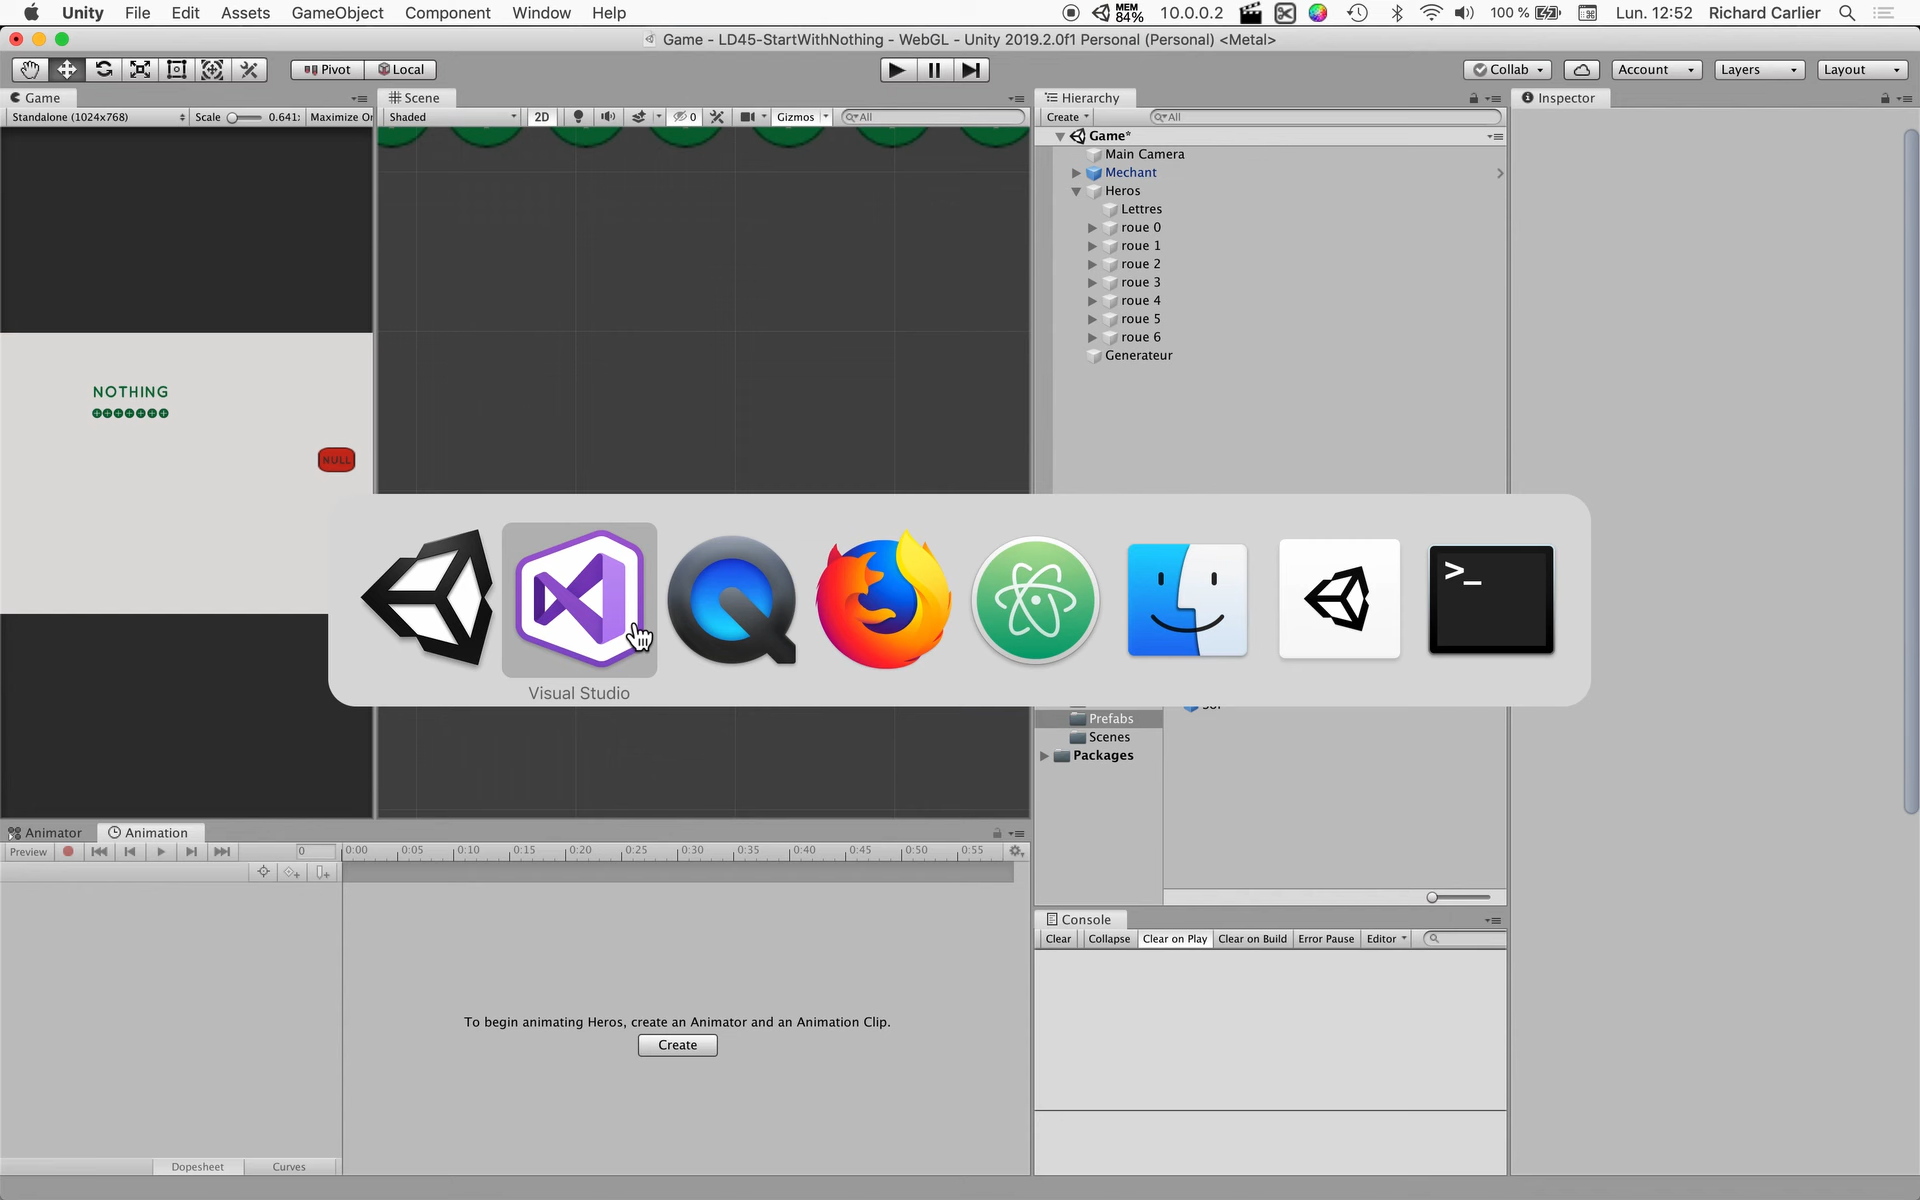 Unity File Edit Assets GameObject Component Window Help MEM 84% 10.0.0.2 100 % Lun. 12:52 Richard Carlier
Game - LD45-StartWithNothing - WebGL - Unity 2019.2.0f1 Personal (Personal) <Metal>
Pivot Local Collab Account Layers Layout
Game Scene Hierarchy Inspector
Standalone (1024x768) Scale 0.641: Maximize On Shaded 2D 0 Gizmos All Create All
Game*
Main Camera
Mechant
Heros
Lettres
roue 0
roue 1
roue 2
roue 3
roue 4
roue 5
roue 6
Generateur
NOTHING
NULL
>_
Visual Studio
Prefabs
Scenes
Packages
Animator Animation
Preview 0 0:00 0:05 0:10 0:15 0:20 0:25 0:30 0:35 0:40 0:45 0:50 0:55
Console
Clear Collapse Clear on Play Clear on Build Error Pause Editor
To begin animating Heros, create an Animator and an Animation Clip.
Create
Dopesheet Curves